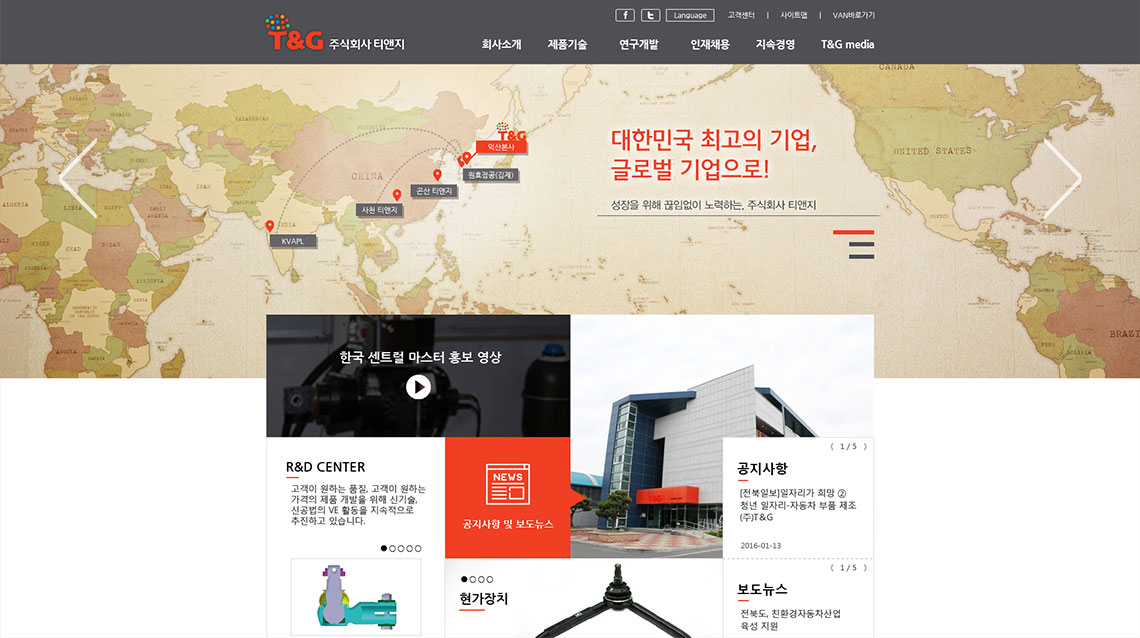 Language
고객센터
사이트맵
VAN바로가기
T&G 주식회사 티앤지
회사소개
제품기술
연구개발
인재채용
지속경영
T&G media
CANADA
UNITED STATES
MEXICO
CHINA
INDIA
ALGERIA
KAZAKHSTAN
BRAZIL
T&G
익산본사
원효정공(김제)
곤산 티앤지
사천 티앤지
KVAPL
대한민국 최고의 기업,
글로벌 기업으로!
성장을 위해 끊임없이 노력하는, 주식회사 티앤지
한국 센트럴 마스터 홍보 영상
R&D CENTER
고객이 원하는 품질, 고객이 원하는
가격의 제품 개발을 위해 신기술,
신공법의 VE 활동을 지속적으로
추진하고 있습니다.
NEWS
공지사항 및 보도뉴스
T&G
1 / 5
공지사항
[전북일보]일자리가 희망 ②
청년 일자리-자동차 부품 제조
(주)T&G
2016-01-13
1 / 5
보도뉴스
전북도, 친환경자동차산업
육성 지원
현가장치